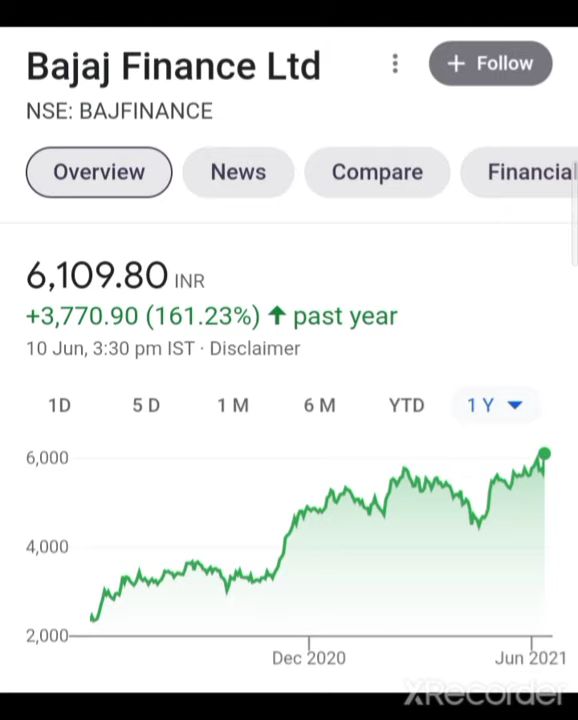 Bajaj Finance Ltd
+ Follow
NSE: BAJFINANCE
Overview News Compare Financial
6,109.80 INR
+3,770.90 (161.23%) ↑ past year
10 Jun, 3:30 pm IST · Disclaimer
1D 5 D 1 M 6 M YTD 1 Y
6,000
4,000
2,000
Dec 2020 Jun 2021
XRecorder